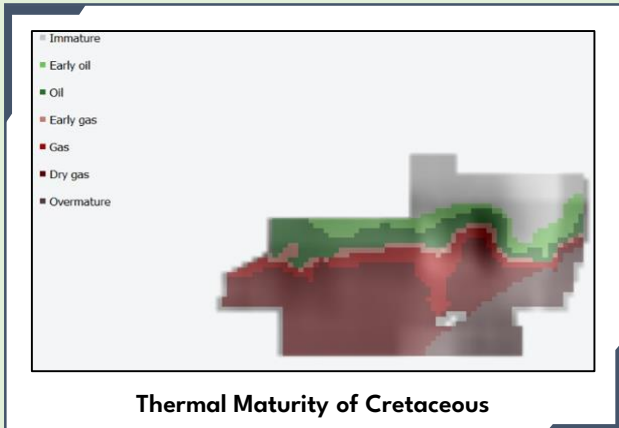 Immature
Early oil
Oil
Early gas
Gas
Dry gas
Overmature
Thermal Maturity of Cretaceous